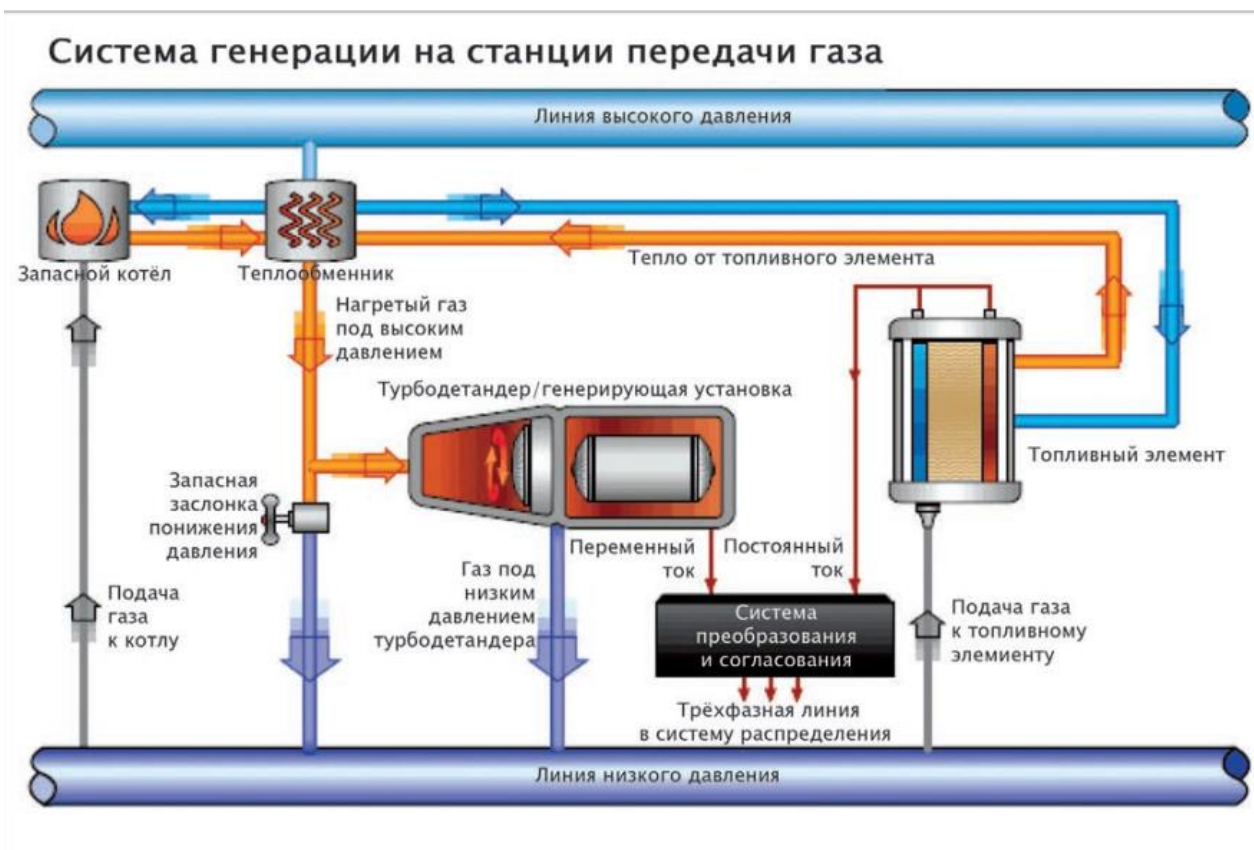 Система генерации на станции передачи газа
Линия высокого давления
Запасной котёл
Теплообменник
Тепло от топливного элемента
Нагретый газ
под высоким
давлением
Турбодетандер/генерирующая установка
Топливный элемент
Запасная
заслонка
понижения
давления
Подача
газа
к котлу
Газ под
низким
давлением
турбодетандера
Переменный
ток
Постоянный
ток
Система
преобразования
и согласования
Подача газа
к топливному
элемиенту
Трёхфазная линия
в систему распределения
Линия низкого давления